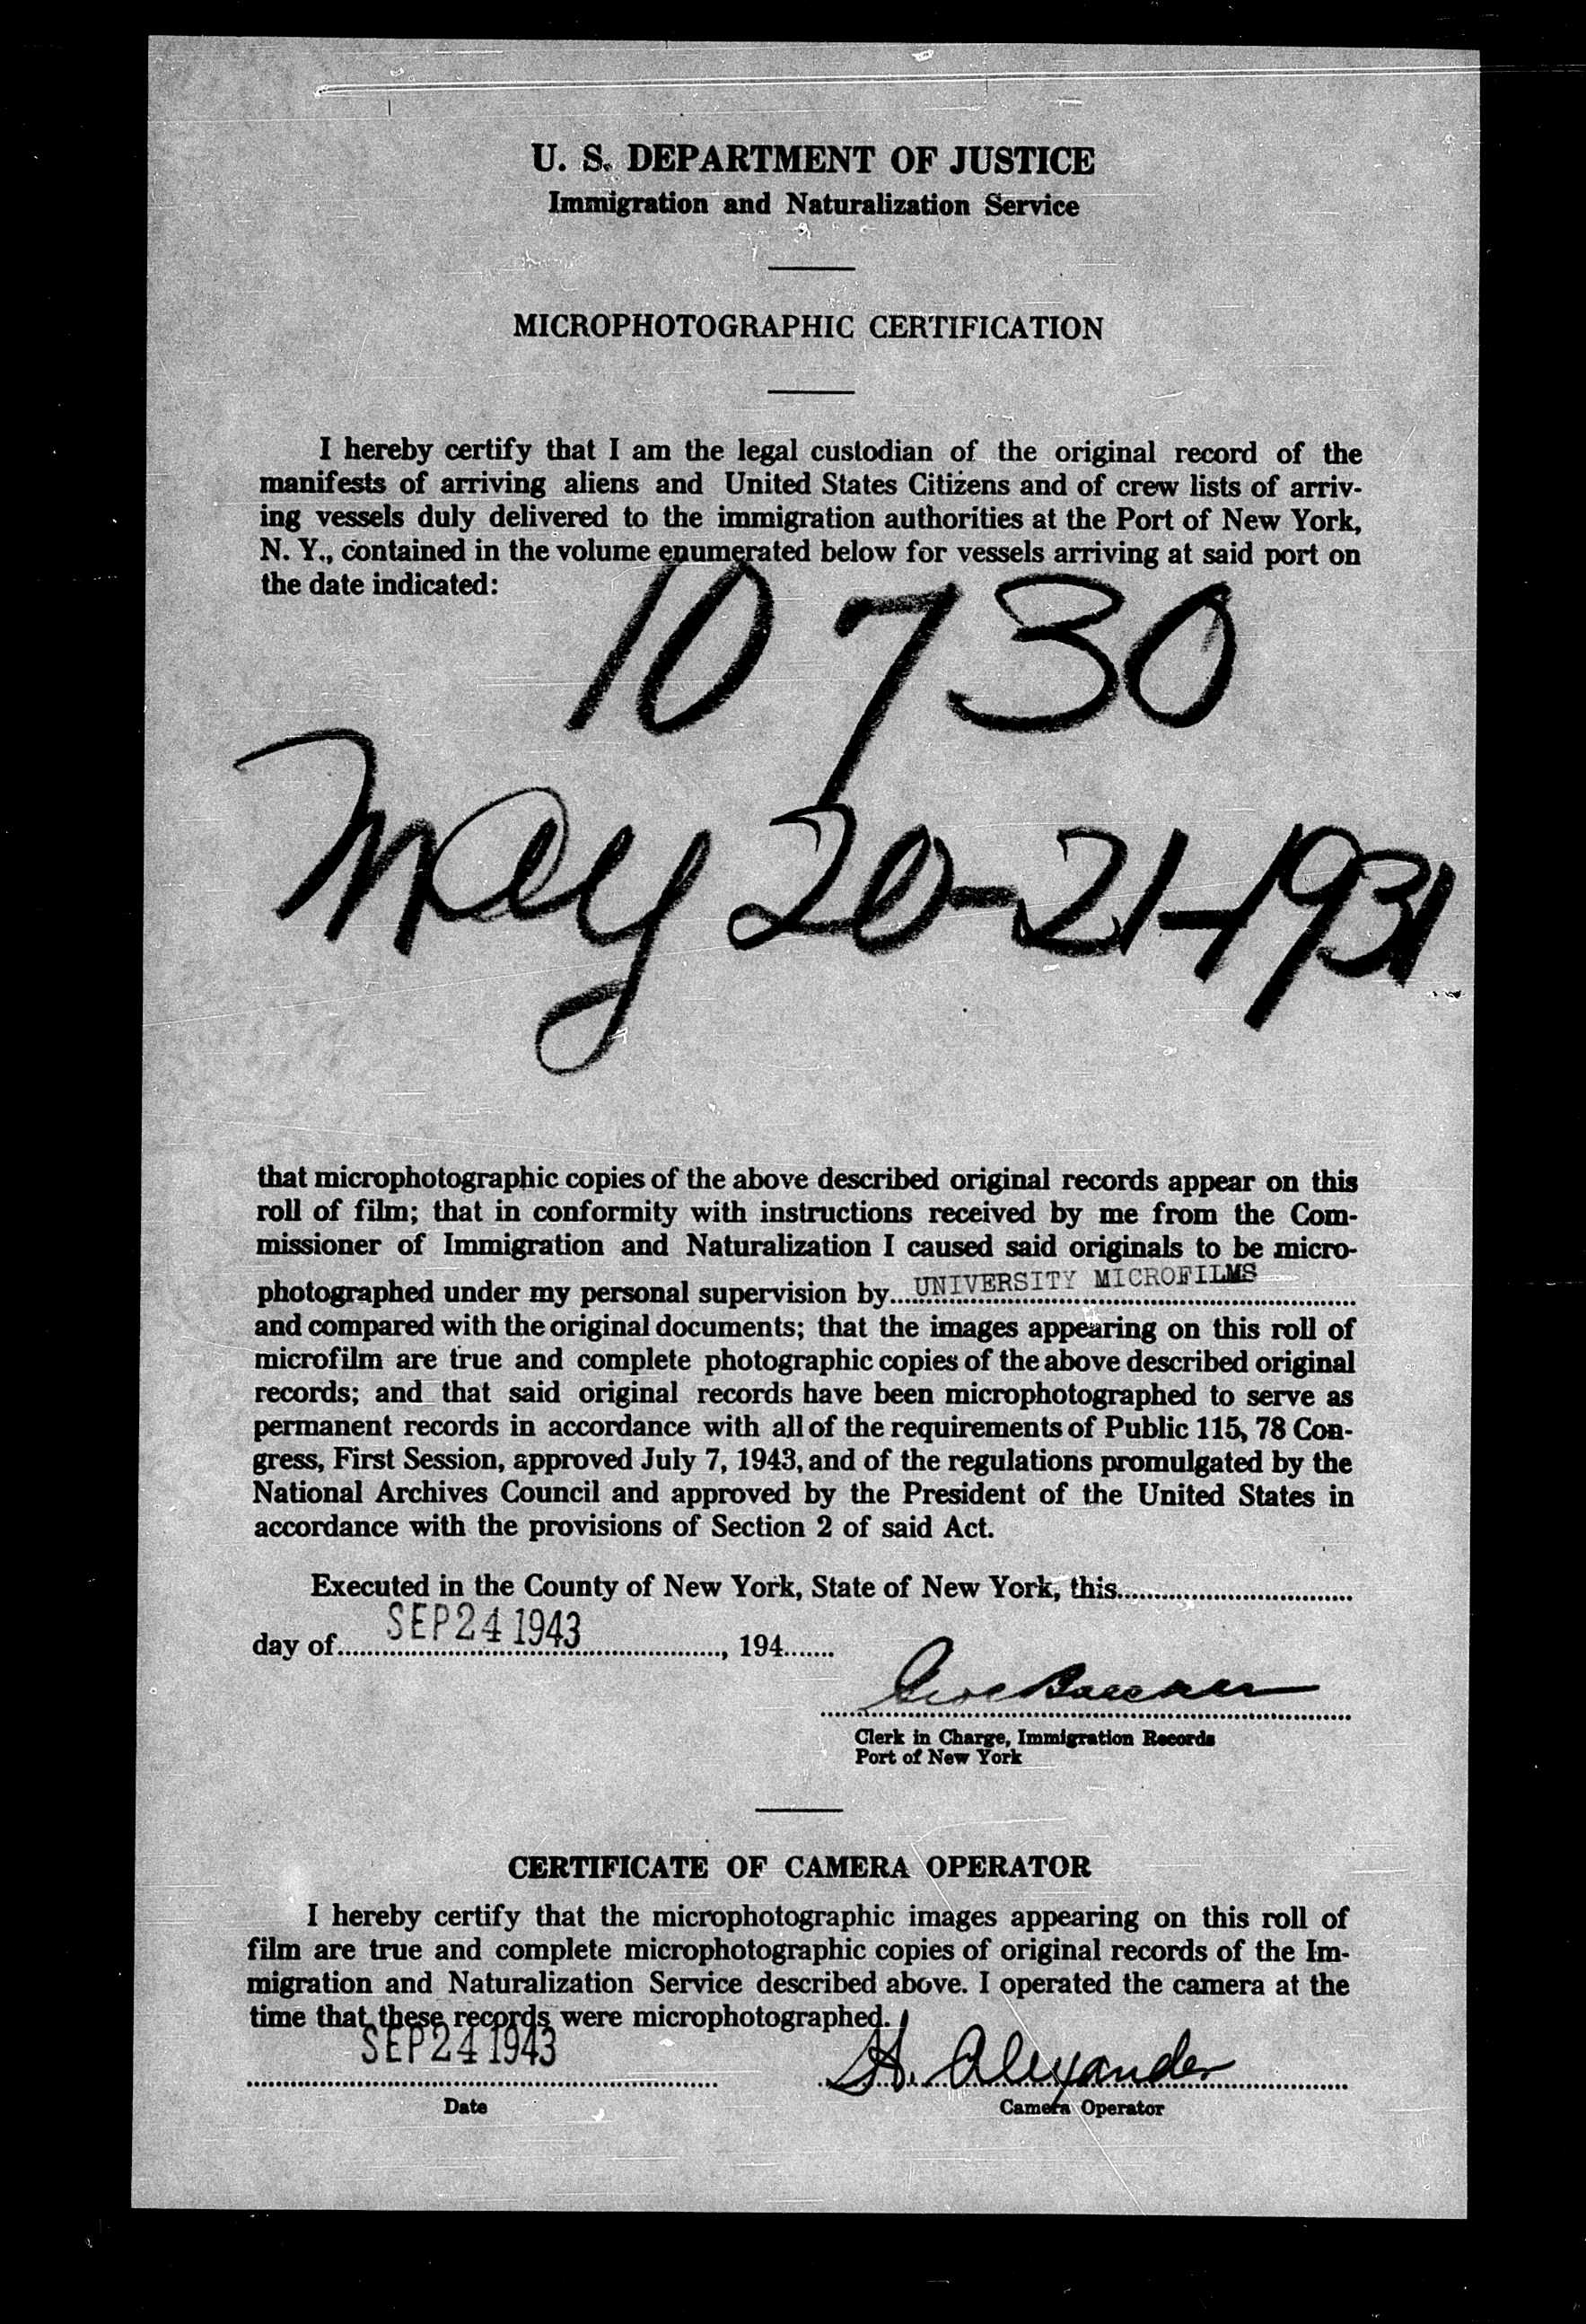 U. S. DEPARTMENT OF JUSTICE
Immigration and Naturalization Service
MICROPHOTOGRAPHIC CERTIFICATION
I hereby certify that I am the legal custodian of the original record of the
manifests of arriving aliens and United States Citizens and of crew lists of arriv-
ing vessels duly delivered to the immigration authorities at the Port of New York,
N. Y., contained in the volume enumerated below for vessels arriving at said port on
the date indicated:
10730
May 20-21-1931
that microphotographic copies of the above described original records appear on this
roll of film; that in conformity with instructions received by me from the Com-
missioner of Immigration and Naturalization I caused said originals to be micro-
photographed under my personal supervision by UNIVERSITY MICROFILMS
and compared with the original documents; that the images appearing on this roll of
microfilm are true and complete photographic copies of the above described original
records; and that said original records have been microphotographed to serve as
permanent records in accordance with all of the requirements of Public 115, 78 Con-
gress, First Session, approved July 7, 1943, and of the regulations promulgated by the
National Archives Council and approved by the President of the United States in
accordance with the provisions of Section 2 of said Act.
Executed in the County of New York, State of New York, this
day of SEP 24 1943, 194
Clerk in Charge, Immigration Records
Port of New York
CERTIFICATE OF CAMERA OPERATOR
I hereby certify that the microphotographic images appearing on this roll of
film are true and complete microphotographic copies of original records of the Im-
migration and Naturalization Service described above. I operated the camera at the
time that these records were microphotographed.
SEP 24 1943 H. Alexander
Date Camera Operator